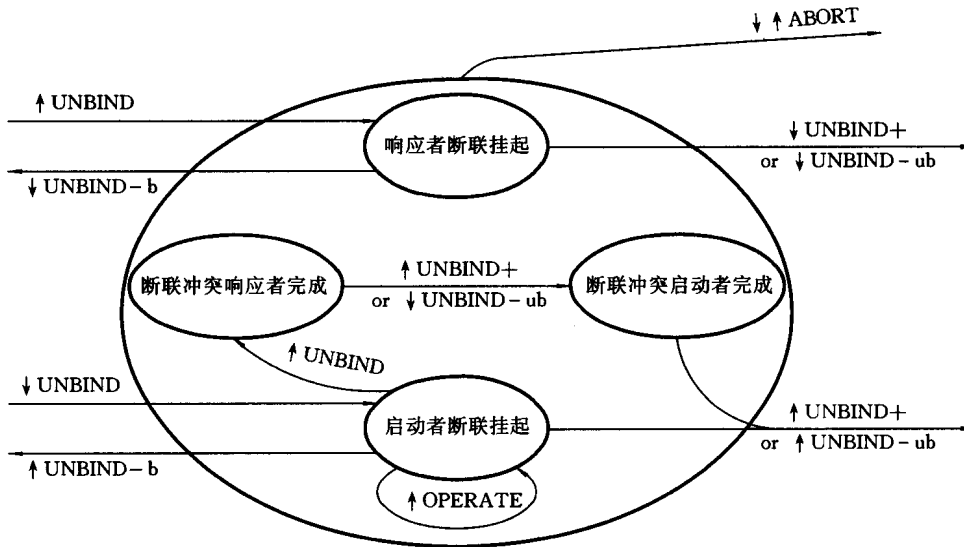 ↓ ↑ ABORT
↑ UNBIND
响应者断联挂起
↓ UNBIND+
or ↓ UNBIND-ub
↓ UNBIND-b
断联冲突响应者完成
↑ UNBIND+
or ↓ UNBIND-ub
断联冲突启动者完成
↑ UNBIND
↓ UNBIND
启动者断联挂起
↑ UNBIND+
or ↑ UNBIND-ub
↑ UNBIND-b
↑ OPERATE